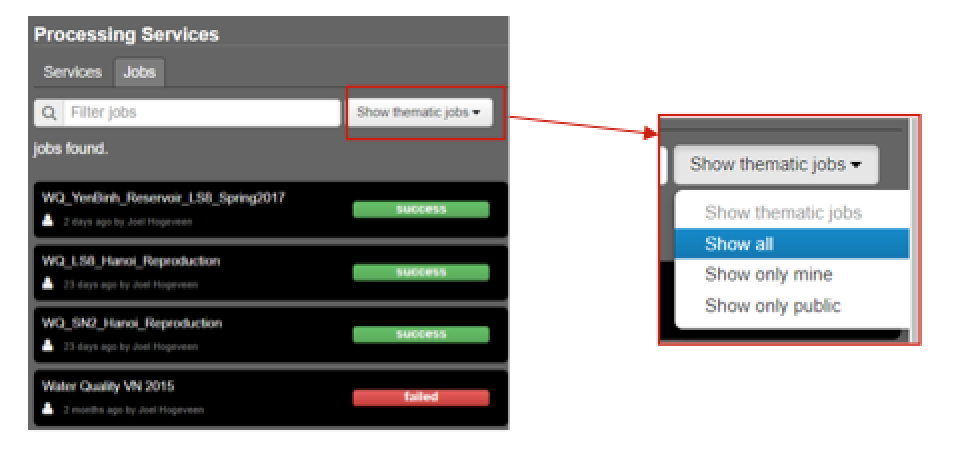 Processing Services
Services Jobs
Filter jobs Show thematic jobs
jobs found.
WQ_YenBinh_Reservoir_LS8_Spring2017
success
2 days ago by Joel Hogeveen
WQ_LS8_Hanoi_Reproduction
success
23 days ago by Joel Hogeveen
WQ_SN2_Hanoi_Reproduction
success
23 days ago by Joel Hogeveen
Water Quality VN 2015
failed
2 months ago by Joel Hogeveen
Show thematic jobs
Show thematic jobs
Show all
Show only mine
Show only public